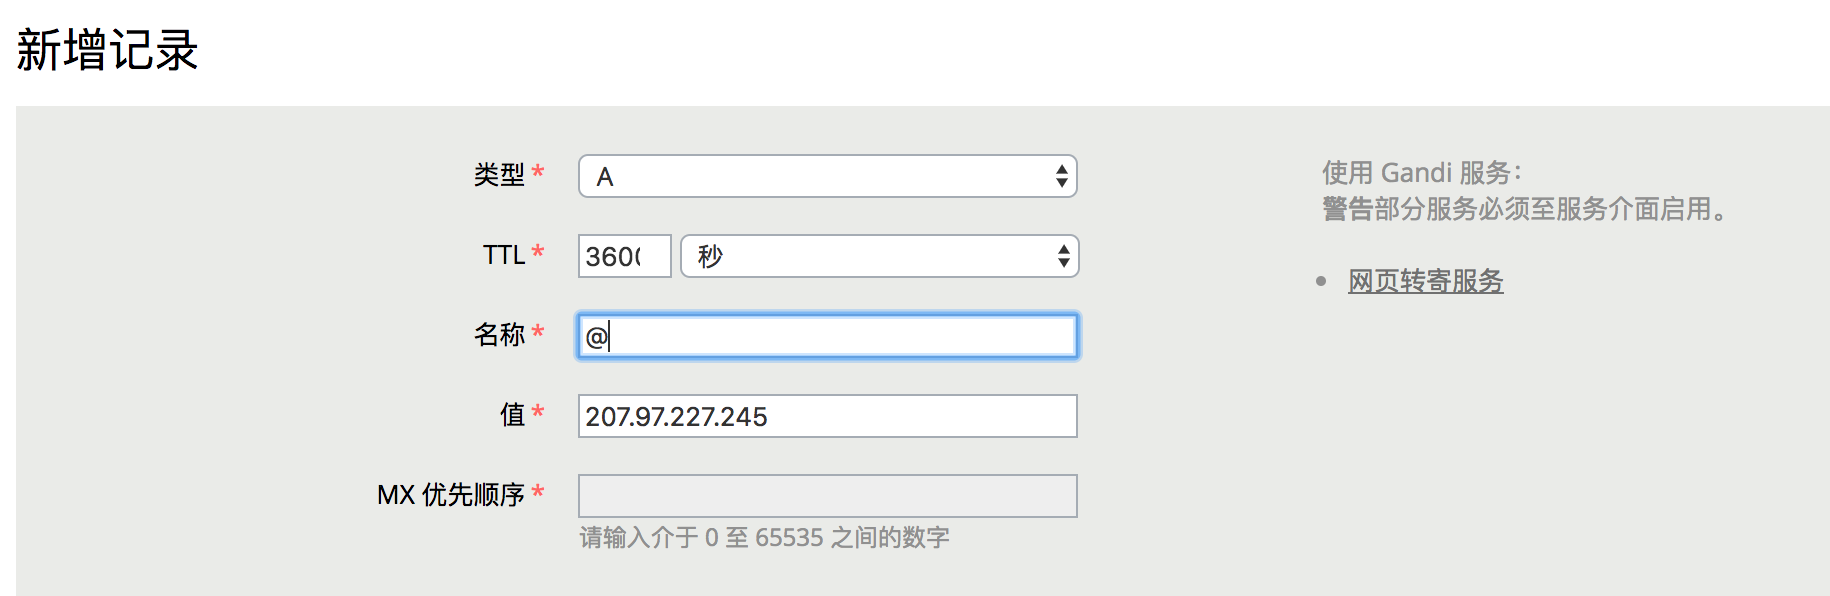 新增记录
类型 *
A
TTL *
3600
秒
名称 *
@
值 *
207.97.227.245
MX 优先顺序 *
请输入介于 0 至 65535 之间的数字
使用 Gandi 服务：
警告部分服务必须至服务介面启用。
网页转寄服务